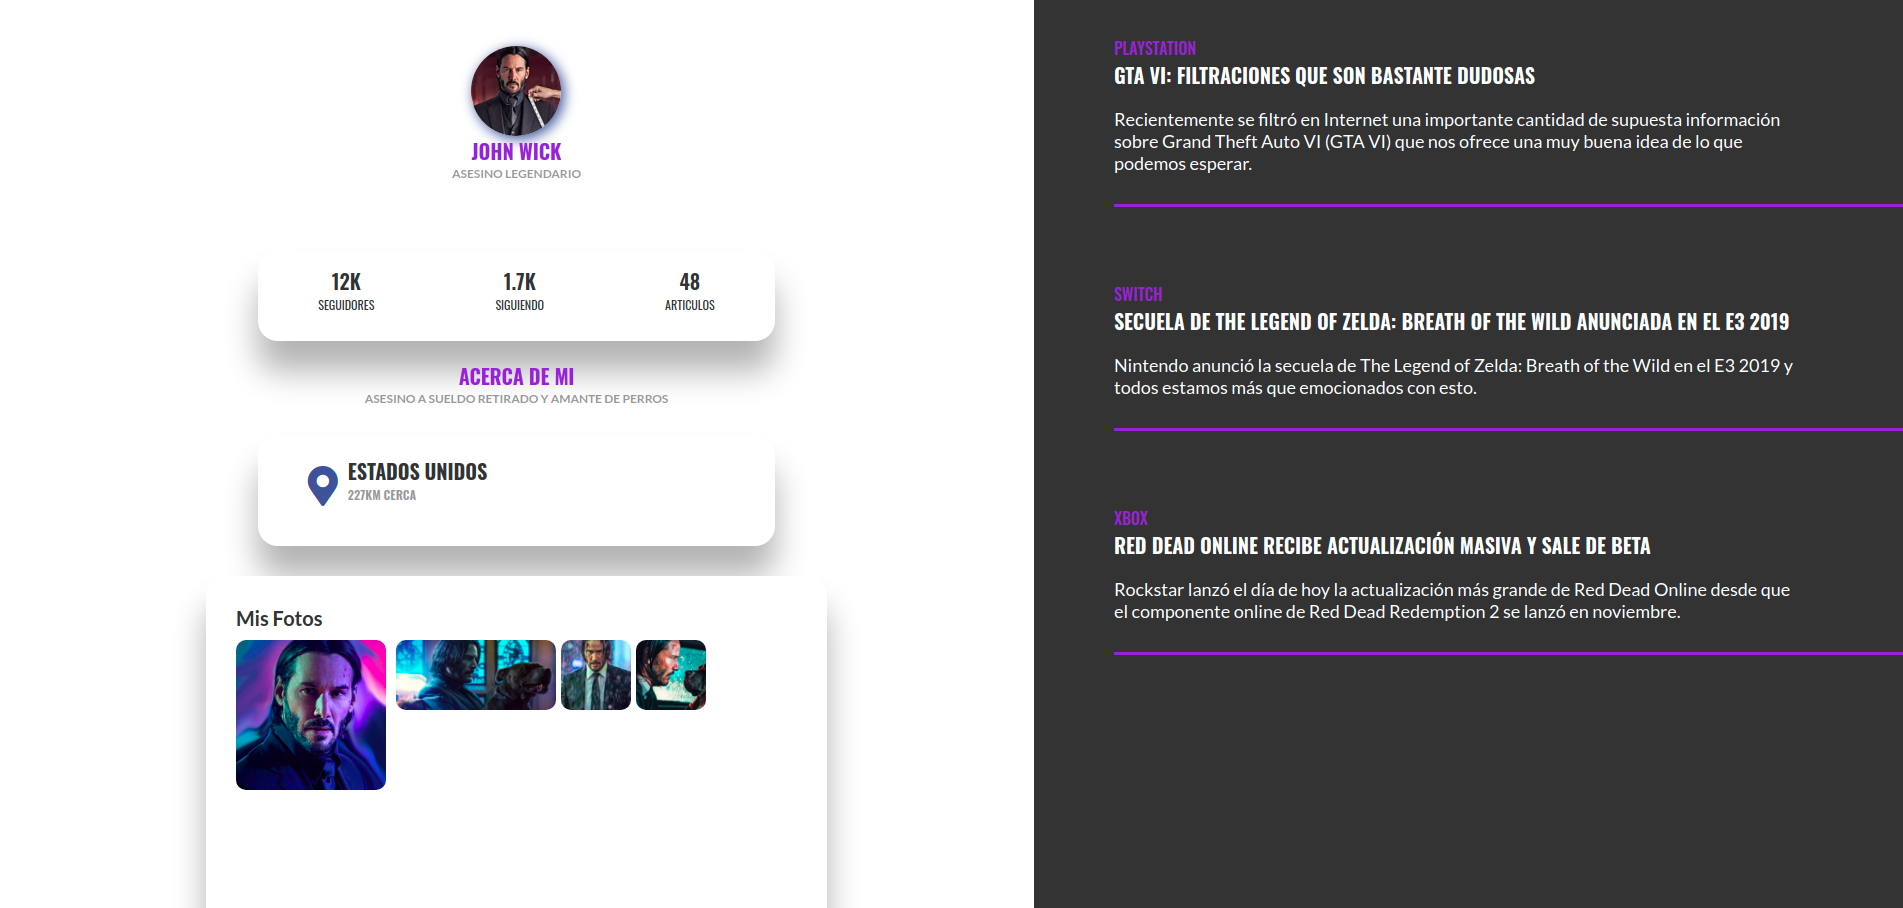 JOHN WICK
ASESINO LEGENDARIO
12K
SEGUIDORES
1.7K
SIGUIENDO
48
ARTICULOS
ACERCA DE MI
ASESINO A SUELDO RETIRADO Y AMANTE DE PERROS
ESTADOS UNIDOS
227KM CERCA
Mis Fotos
PLAYSTATION
GTA VI: FILTRACIONES QUE SON BASTANTE DUDOSAS
Recientemente se filtró en Internet una importante cantidad de supuesta información
sobre Grand Theft Auto VI (GTA VI) que nos ofrece una muy buena idea de lo que
podemos esperar.
SWITCH
SECUELA DE THE LEGEND OF ZELDA: BREATH OF THE WILD ANUNCIADA EN EL E3 2019
Nintendo anunció la secuela de The Legend of Zelda: Breath of the Wild en el E3 2019 y
todos estamos más que emocionados con esto.
XBOX
RED DEAD ONLINE RECIBE ACTUALIZACIÓN MASIVA Y SALE DE BETA
Rockstar lanzó el día de hoy la actualización más grande de Red Dead Online desde que
el componente online de Red Dead Redemption 2 se lanzó en noviembre.